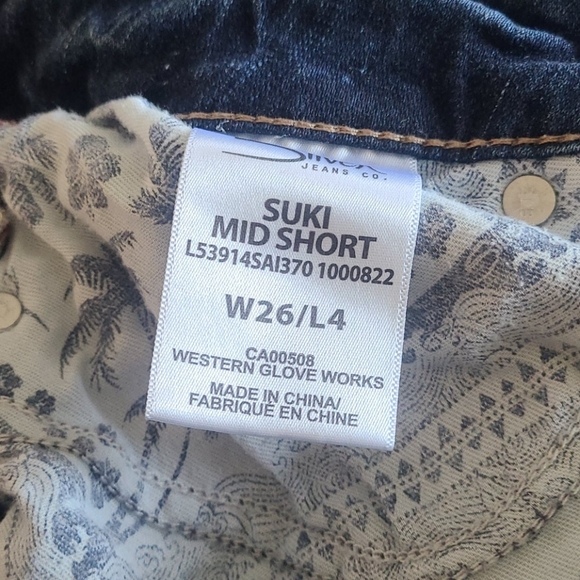 Silver
JEANS CO.
SUKI
MID SHORT
L53914SAI370 1000822
W26/L4
CA00508
WESTERN GLOVE WORKS
MADE IN CHINA/
FABRIQUÉ EN CHINE